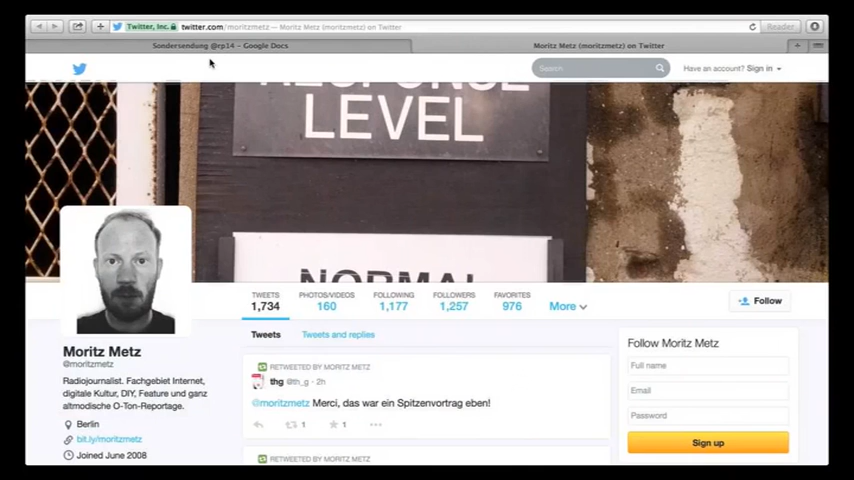 Twitter, Inc. twitter.com/moritzmetz — Moritz Metz (moritzmetz) on Twitter
Reader
Sondersendung @rp14 – Google Docs
Moritz Metz (moritzmetz) on Twitter
Search
Have an account? Sign in
RESPONSE
LEVEL
NORMAL
TWEETS
1,734
PHOTOS/VIDEOS
160
FOLLOWING
1,177
FOLLOWERS
1,257
FAVORITES
976
More
Follow
Moritz Metz
@moritzmetz
Radiojournalist. Fachgebiet Internet,
digitale Kultur, DIY, Feature und ganz
altmodische O-Ton-Reportage.
Berlin
bit.ly/moritzmetz
Joined June 2008
Tweets
Tweets and replies
RETWEETED BY MORITZ METZ
thg @th_g · 2h
@moritzmetz Merci, das war ein Spitzenvortrag eben!
1
1
RETWEETED BY MORITZ METZ
Follow Moritz Metz
Full name
Email
Password
Sign up